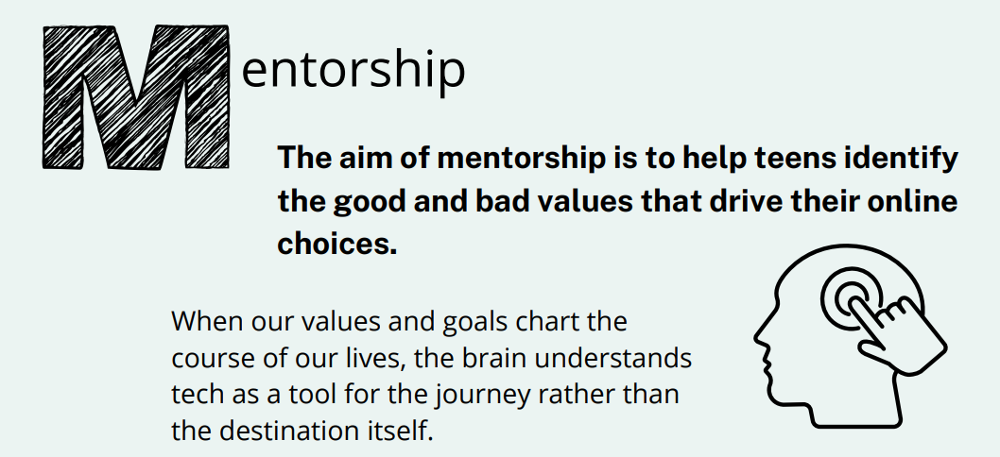 Mentorship
The aim of mentorship is to help teens identify
the good and bad values that drive their online
choices.
When our values and goals chart the
course of our lives, the brain understands
tech as a tool for the journey rather than
the destination itself.